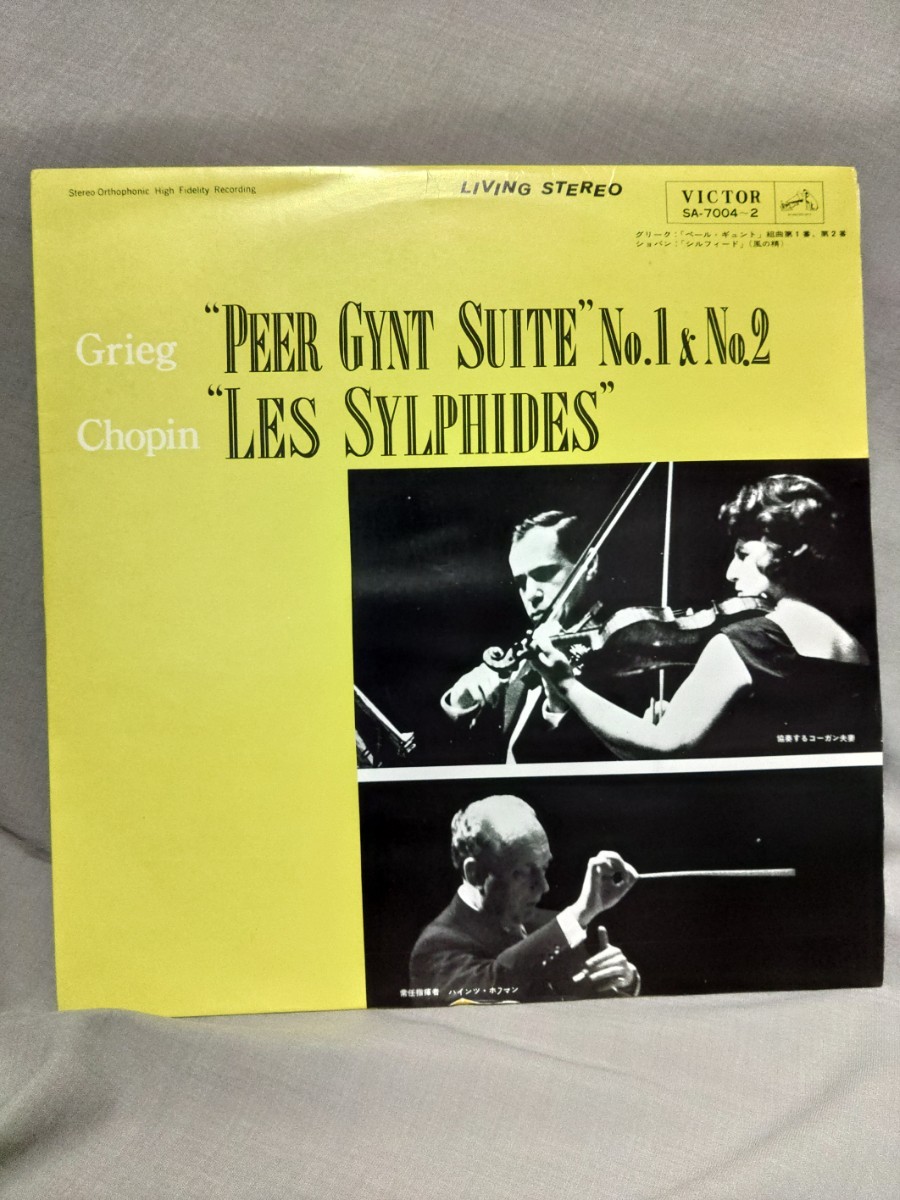 Stereo Orthophonic High Fidelity Recording
LIVING STEREO
VICTOR
SA-7004~2
グリーク:「ペール・ギュント」組曲第1番、第2番
ショパン:「シルフィード」(風の精)
Grieg "PEER GYNT SUITE" No.1 & No.2
Chopin "LES SYLPHIDES"
協奏するコーガン夫妻
常任指揮者 ハインツ・ホフマン